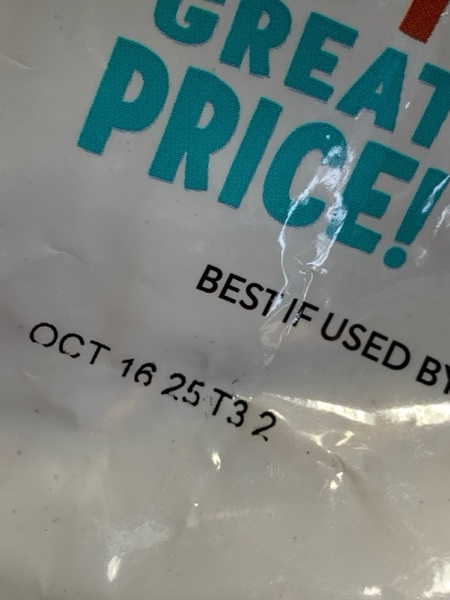 GREAT
PRICE!
BEST IF USED BY
OCT 16 25 T3 2